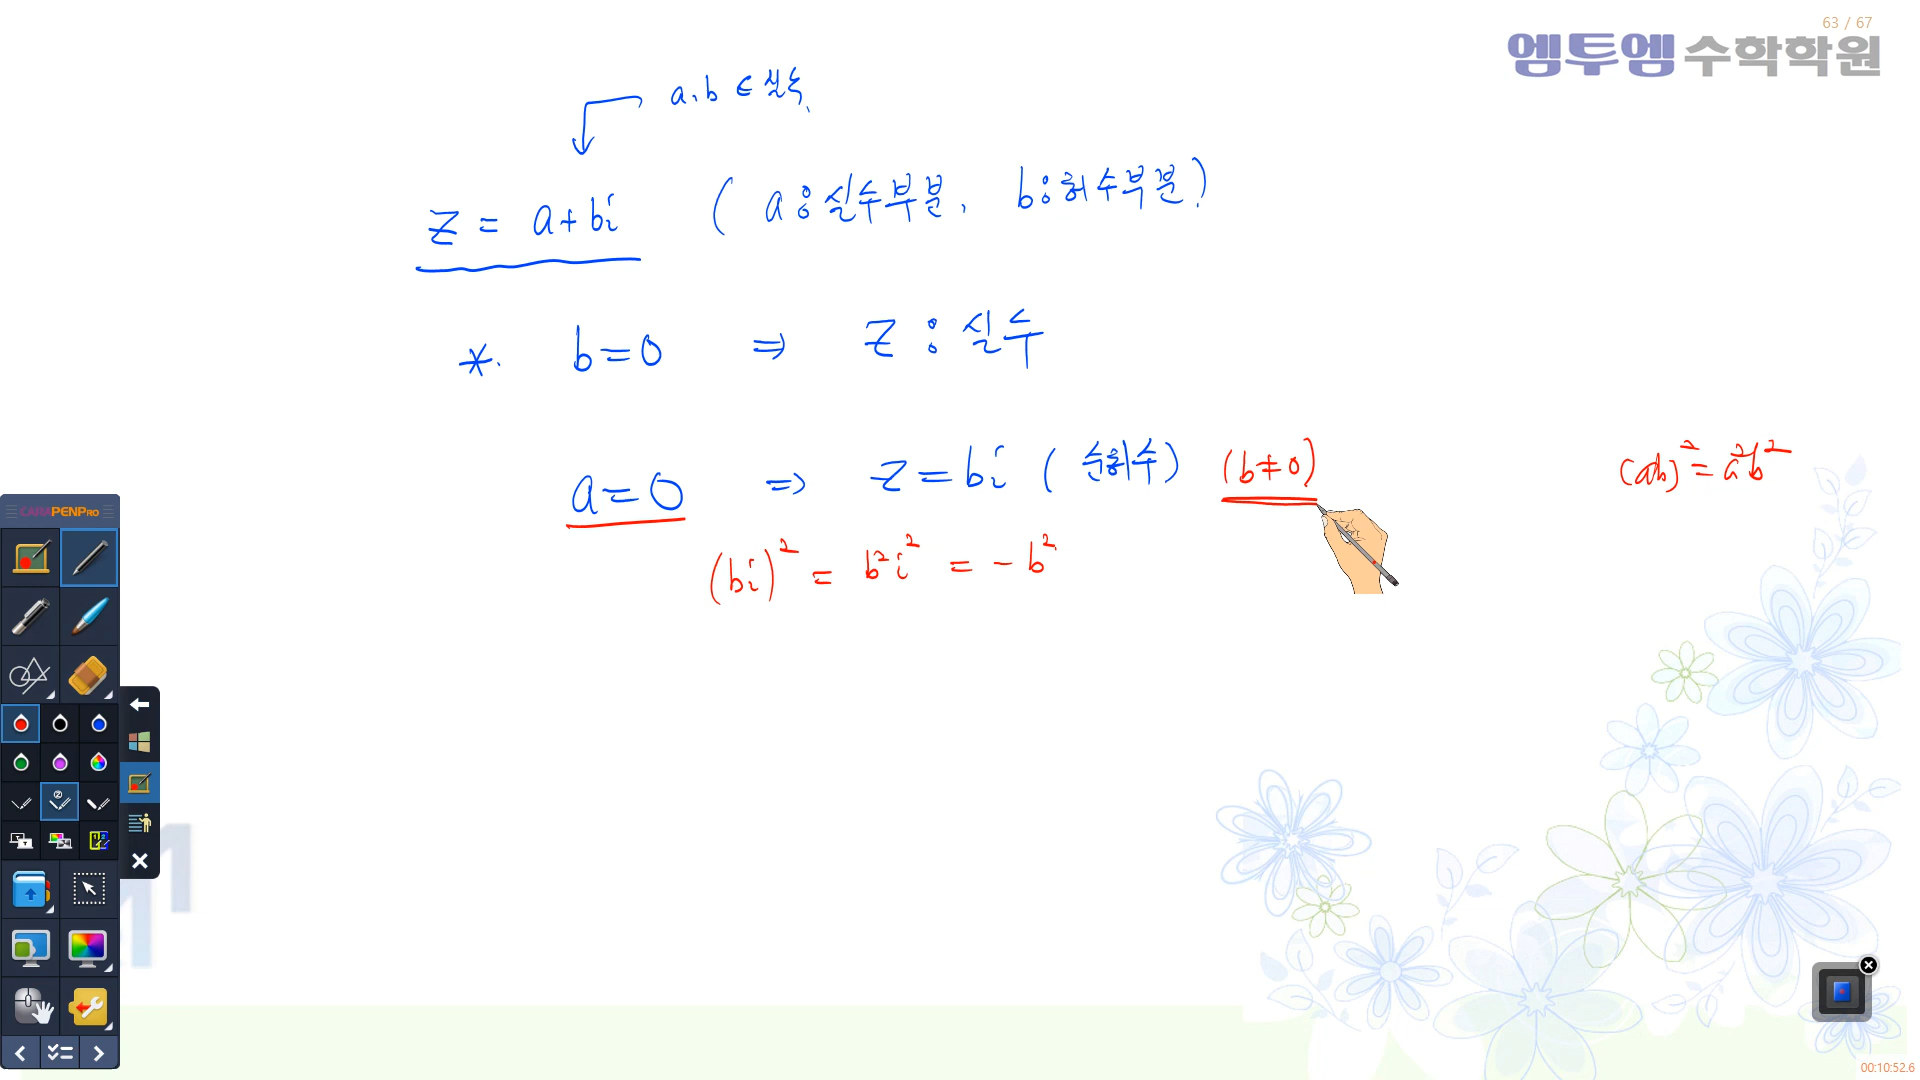 63 / 67
엠투엠 수학학원
a, b ∈ 실수.
z = a+bi ( a : 실수부분, b : 허수부분 )
*. b=0 ⇒ z : 실수
a=0 ⇒ z=bi ( 순허수 ) (b≠0)
(ab)² = a²b²
(bi)² = b²i² = -b²
CARAPENPRO
00:10:52.6